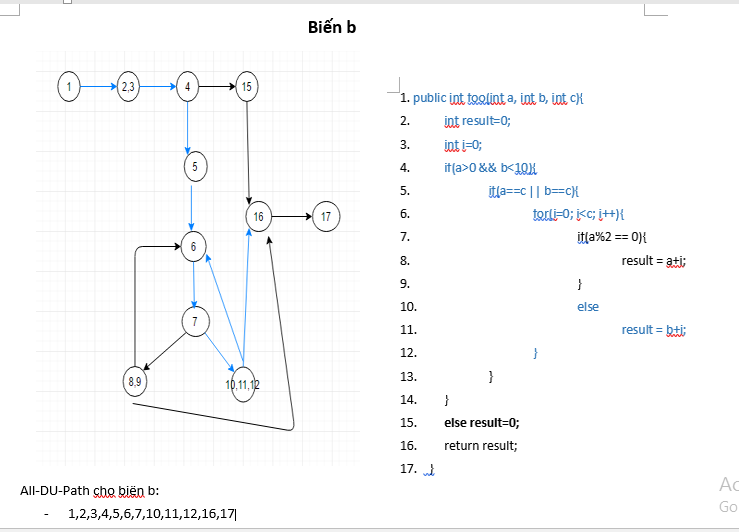 Biến b
1
2,3
4
15
5
16
17
6
7
8,9
10,11,12
1. public int too(int a, int b, int c){
2. int result=0;
3. int i=0;
4. if(a>0 && b<10){
5. if(a==c || b==c){
6. for(i=0; i<c; i++){
7. if(a%2 == 0){
8. result = a+i;
9. }
10. else
11. result = b+i;
12. }
13. }
14. }
15. else result=0;
16. return result;
17. }
All-DU-Path cho biến b:
- 1,2,3,4,5,6,7,10,11,12,16,17
Ac
Go